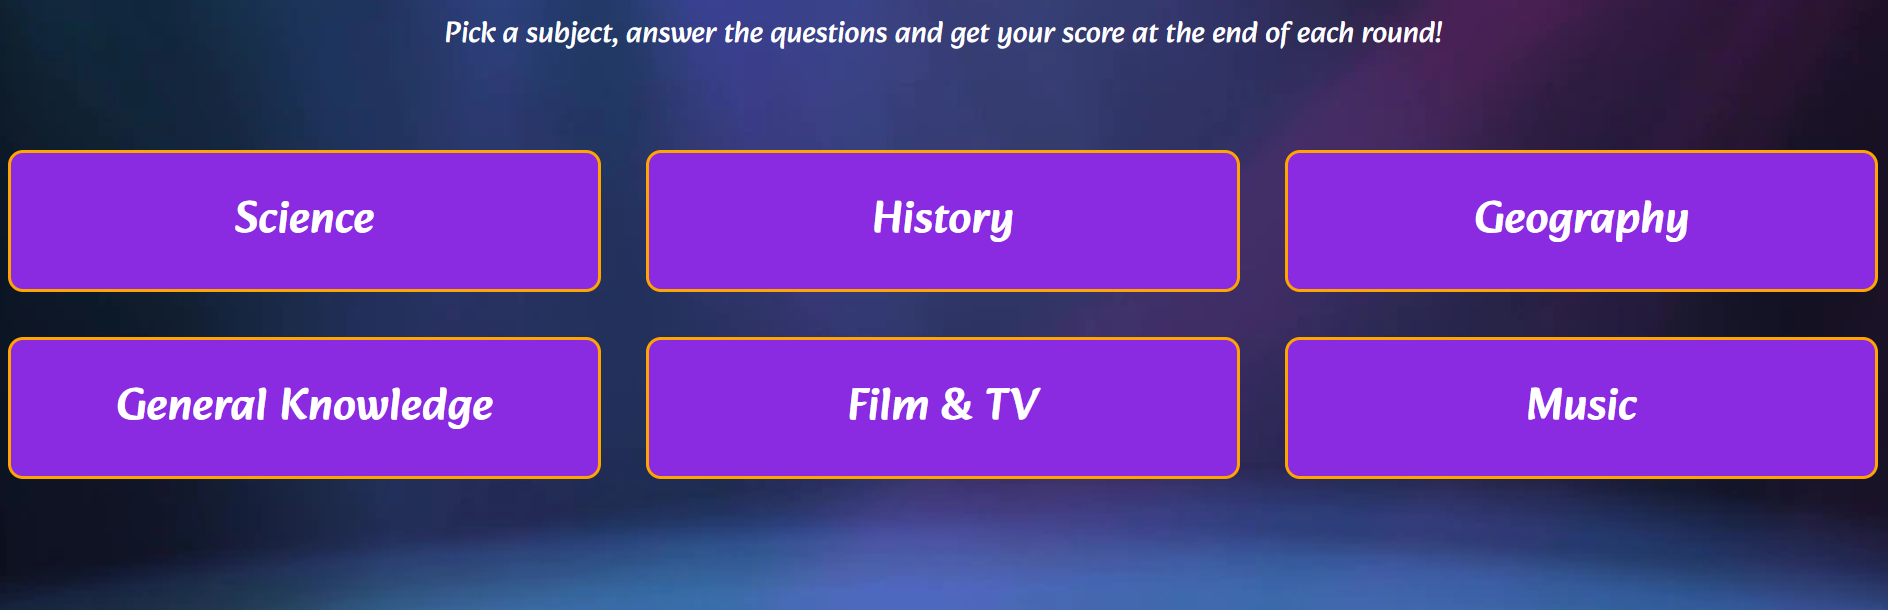 Pick a subject, answer the questions and get your score at the end of each round!
Science
History
Geography
General Knowledge
Film & TV
Music